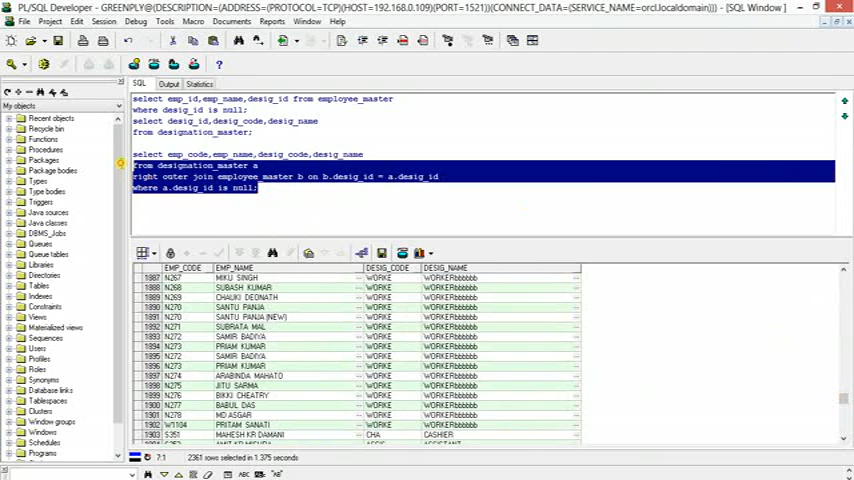 PL/SQL Developer - GREENPLY@(DESCRIPTION=(ADDRESS=(PROTOCOL=TCP)(HOST=192.168.0.109)(PORT=1521))(CONNECT_DATA=(SERVICE_NAME=orcl.localdomain))) - [SQL Window ]
File Project Edit Session Debug Tools Macro Documents Reports Window Help
SQL Output Statistics
My objects
Recent objects
Recycle bin
Functions
Procedures
Packages
Package bodies
Types
Type bodies
Triggers
Java sources
Java classes
DBMS_Jobs
Queues
Queue tables
Libraries
Directories
Tables
Indexes
Constraints
Views
Materialized views
Sequences
Users
Profiles
Roles
Synonyms
Database links
Tablespaces
Clusters
Window groups
Windows
Schedules
Programs
select emp_id,emp_name,desig_id from employee_master
where desig_id is null;
select desig_id,desig_code,desig_name
from designation_master;
select emp_code,emp_name,desig_code,desig_name
from designation_master a
right outer join employee_master b on b.desig_id = a.desig_id
where a.desig_id is null;
EMP_CODE EMP_NAME DESIG_CODE DESIG_NAME
1887 N267 MIKU SINGH WORKE WORKERbbbbbb
1888 N268 SUBASH KUMAR WORKE WORKERbbbbbb
1889 N269 CHAUKI DEONATH WORKE WORKERbbbbbb
1890 N270 SANTU PANJA WORKE WORKERbbbbbb
1891 N270 SANTU PANJA(NEW) WORKE WORKERbbbbbb
1892 N271 SUBRATA MAL WORKE WORKERbbbbbb
1893 N272 SAMIR BADIYA WORKE WORKERbbbbbb
1894 N273 PRIAM KUMAR WORKE WORKERbbbbbb
1895 N272 SAMIR BADIYA WORKE WORKERbbbbbb
1896 N273 PRIAM KUMAR WORKE WORKERbbbbbb
1897 N274 ARABINDA MAHATO WORKE WORKERbbbbbb
1898 N275 JITU SARMA WORKE WORKERbbbbbb
1899 N276 BIKKI CHEATRY WORKE WORKERbbbbbb
1900 N277 BABUL DAS WORKE WORKERbbbbbb
1901 N278 MD ASGAR WORKE WORKERbbbbbb
1902 W1104 PRITAM SANATI WORKE WORKERbbbbbb
1903 S351 MAHESH KR DAMANI CHA CASHIER
7:1 2361 rows selected in 1.375 seconds